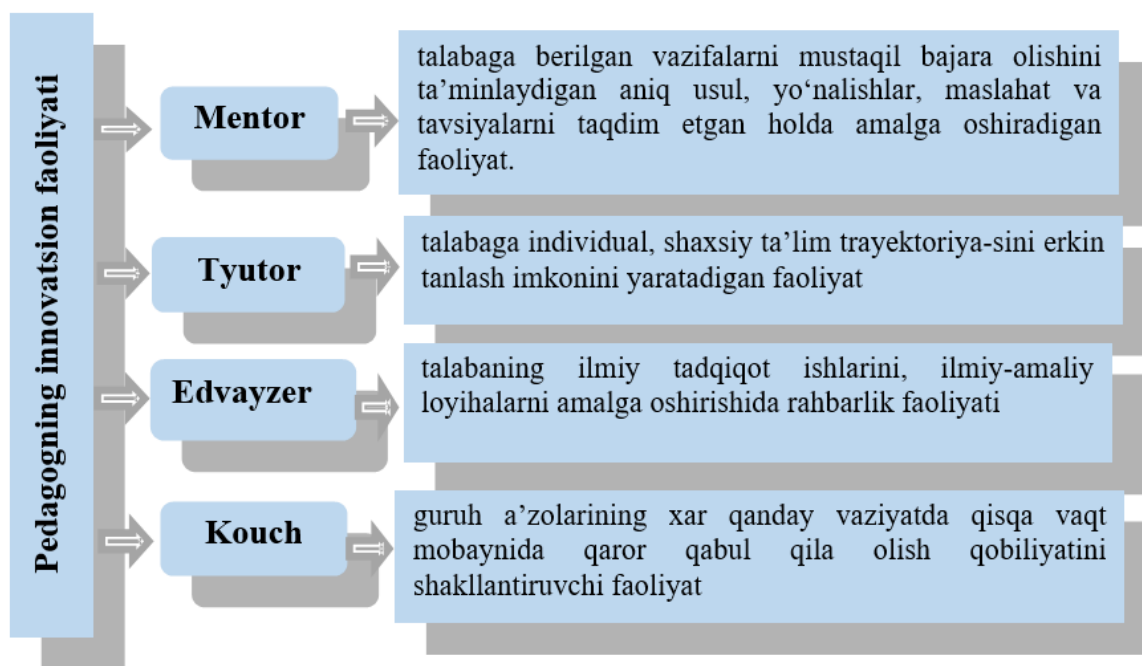 Pedagogning innovatsion faoliyati
Mentor
talabaga berilgan vazifalarni mustaqil bajara olishini
ta’minlaydigan aniq usul, yo‘nalishlar, maslahat va
tavsiyalarni taqdim etgan holda amalga oshiradigan
faoliyat.
Tyutor
talabaga individual, shaxsiy ta’lim trayektoriya-sini erkin
tanlash imkonini yaratadigan faoliyat
Edvayzer
talabaning ilmiy tadqiqot ishlarini, ilmiy-amaliy
loyihalarni amalga oshirishida rahbarlik faoliyati
Kouch
guruh a’zolarining xar qanday vaziyatda qisqa vaqt
mobaynida qaror qabul qila olish qobiliyatini
shakllantiruvchi faoliyat